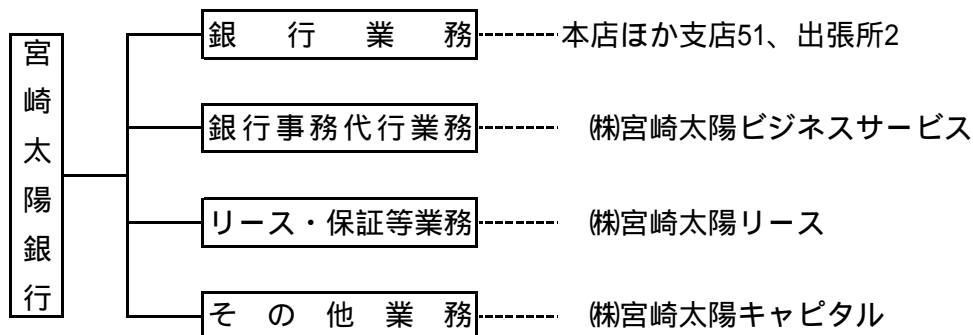 宮崎太陽銀行
銀行業務
本店ほか支店51、出張所2
銀行事務代行業務
㈱宮崎太陽ビジネスサービス
リース・保証等業務
㈱宮崎太陽リース
その他業務
㈱宮崎太陽キャピタル